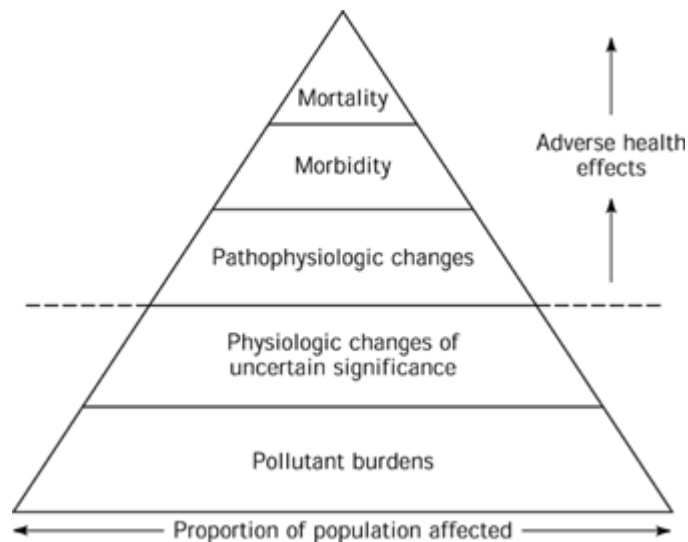 Mortality
Morbidity
Adverse health
effects
Pathophysiologic changes
Physiologic changes of
uncertain significance
Pollutant burdens
Proportion of population affected